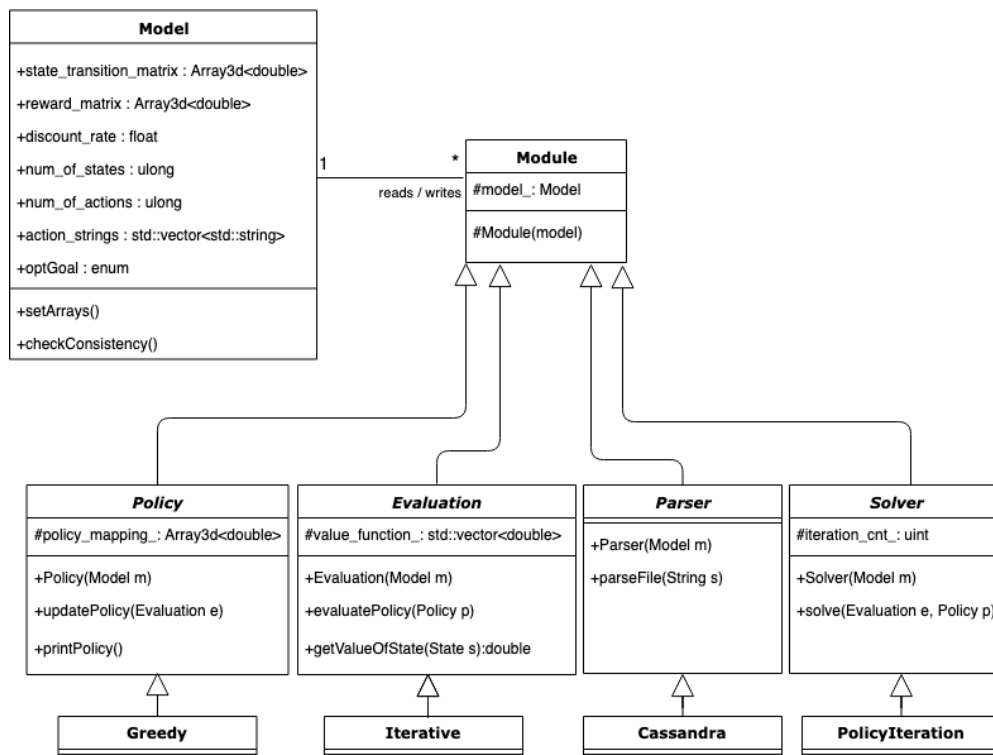 Model
+state_transition_matrix : Array3d<double>
+reward_matrix : Array3d<double>
+discount_rate : float
+num_of_states : ulong
+num_of_actions : ulong
+action_strings : std::vector<std::string>
+optGoal : enum
+setArrays()
+checkConsistency()
1
*
reads / writes
Module
#model_: Model
#Module(model)
Policy
#policy_mapping_: Array3d<double>
+Policy(Model m)
+updatePolicy(Evaluation e)
+printPolicy()
Evaluation
#value_function_: std::vector<double>
+Evaluation(Model m)
+evaluatePolicy(Policy p)
+getValueOfState(State s):double
Parser
+Parser(Model m)
+parseFile(String s)
Solver
#iteration_cnt_: uint
+Solver(Model m)
+solve(Evaluation e, Policy p)
Greedy
Iterative
Cassandra
PolicyIteration